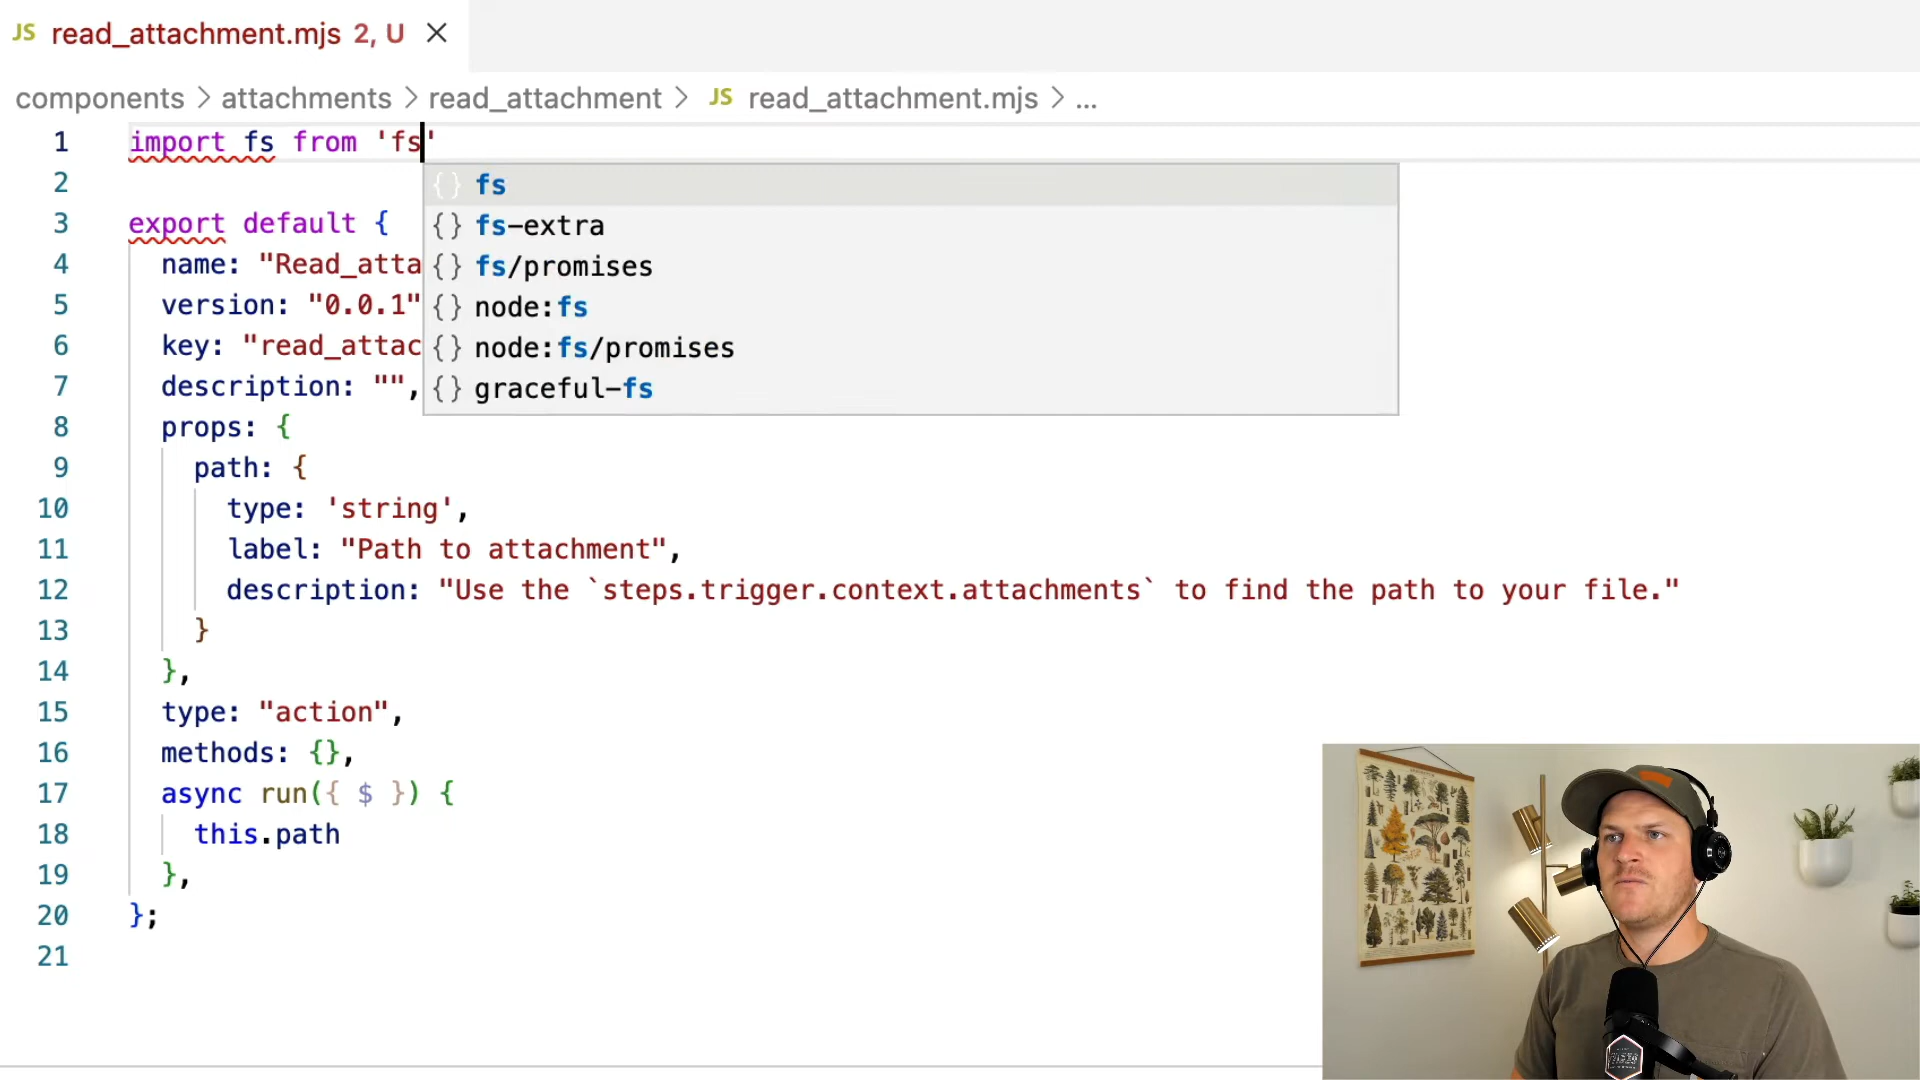 JS read_attachment.mjs 2, U
components > attachments > read_attachment > JS read_attachment.mjs > ...
1 import fs from 'fs'
fs
2
fs-extra
3 export default {
fs/promises
4 name: "Read_atta
node:fs
5 version: "0.0.1"
node:fs/promises
6 key: "read_attac
graceful-fs
7 description: "",
8 props: {
9 path: {
10 type: 'string',
11 label: "Path to attachment",
12 description: "Use the `steps.trigger.context.attachments` to find the path to your file."
13 }
14 },
15 type: "action",
16 methods: {},
17 async run({ $ }) {
18 this.path
19 },
20 };
21